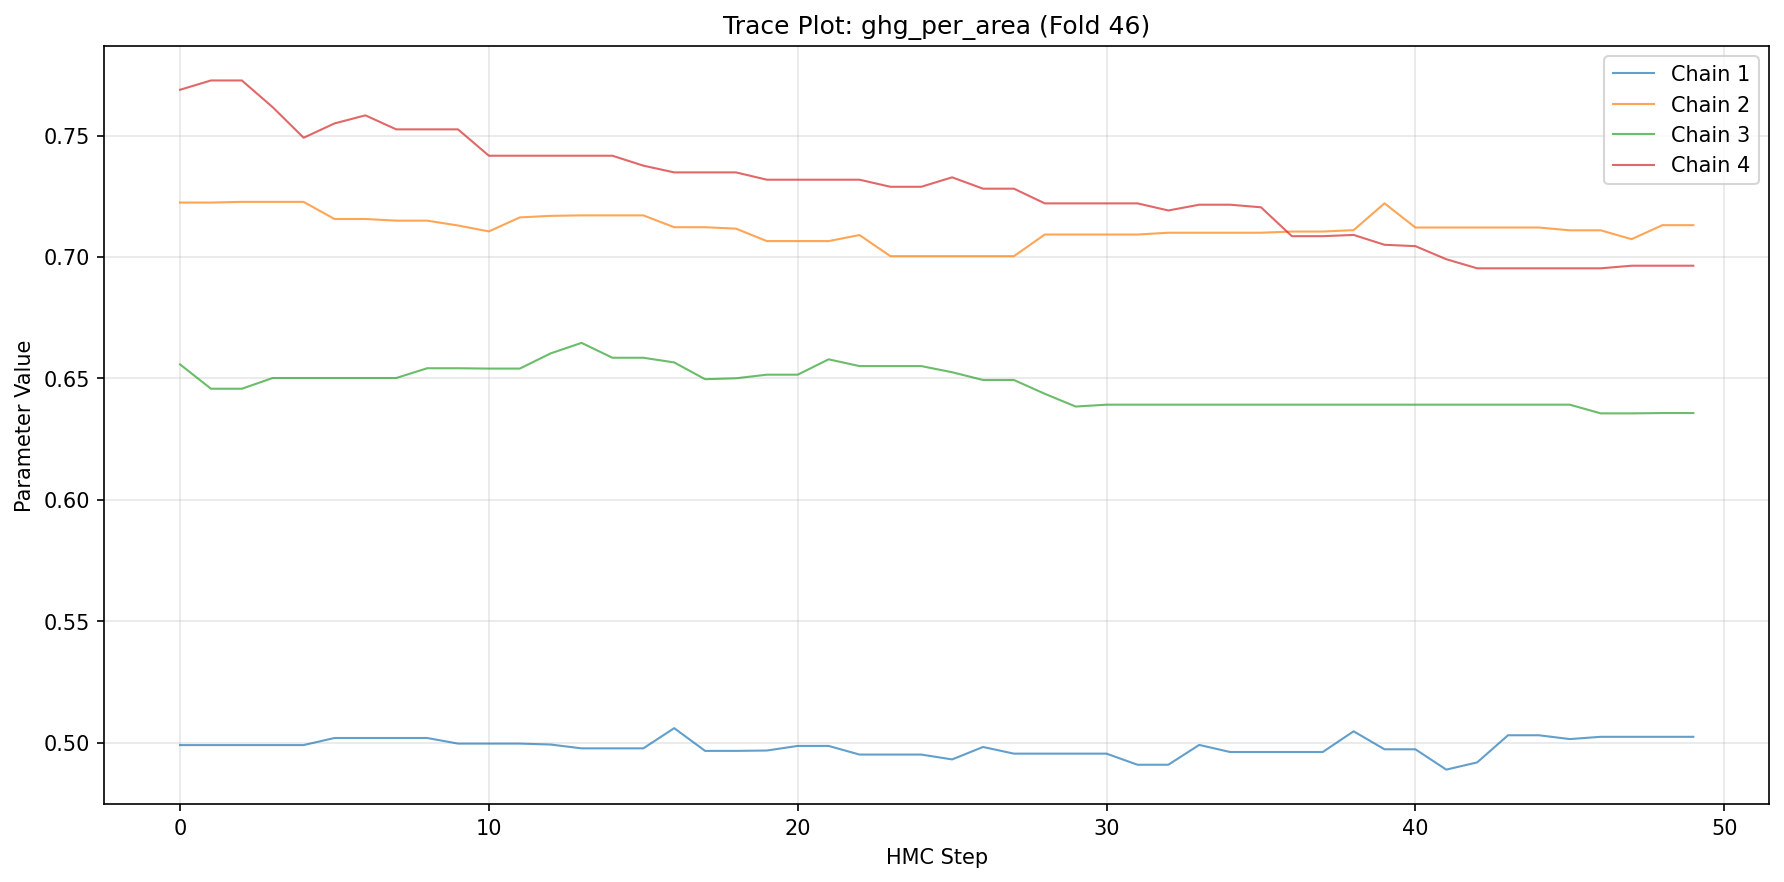 Trace Plot: ghg_per_area (Fold 46)
Chain 1
Chain 2
Chain 3
Chain 4
Parameter Value
0.75
0.70
0.65
0.60
0.55
0.50
0 10 20 30 40 50
HMC Step